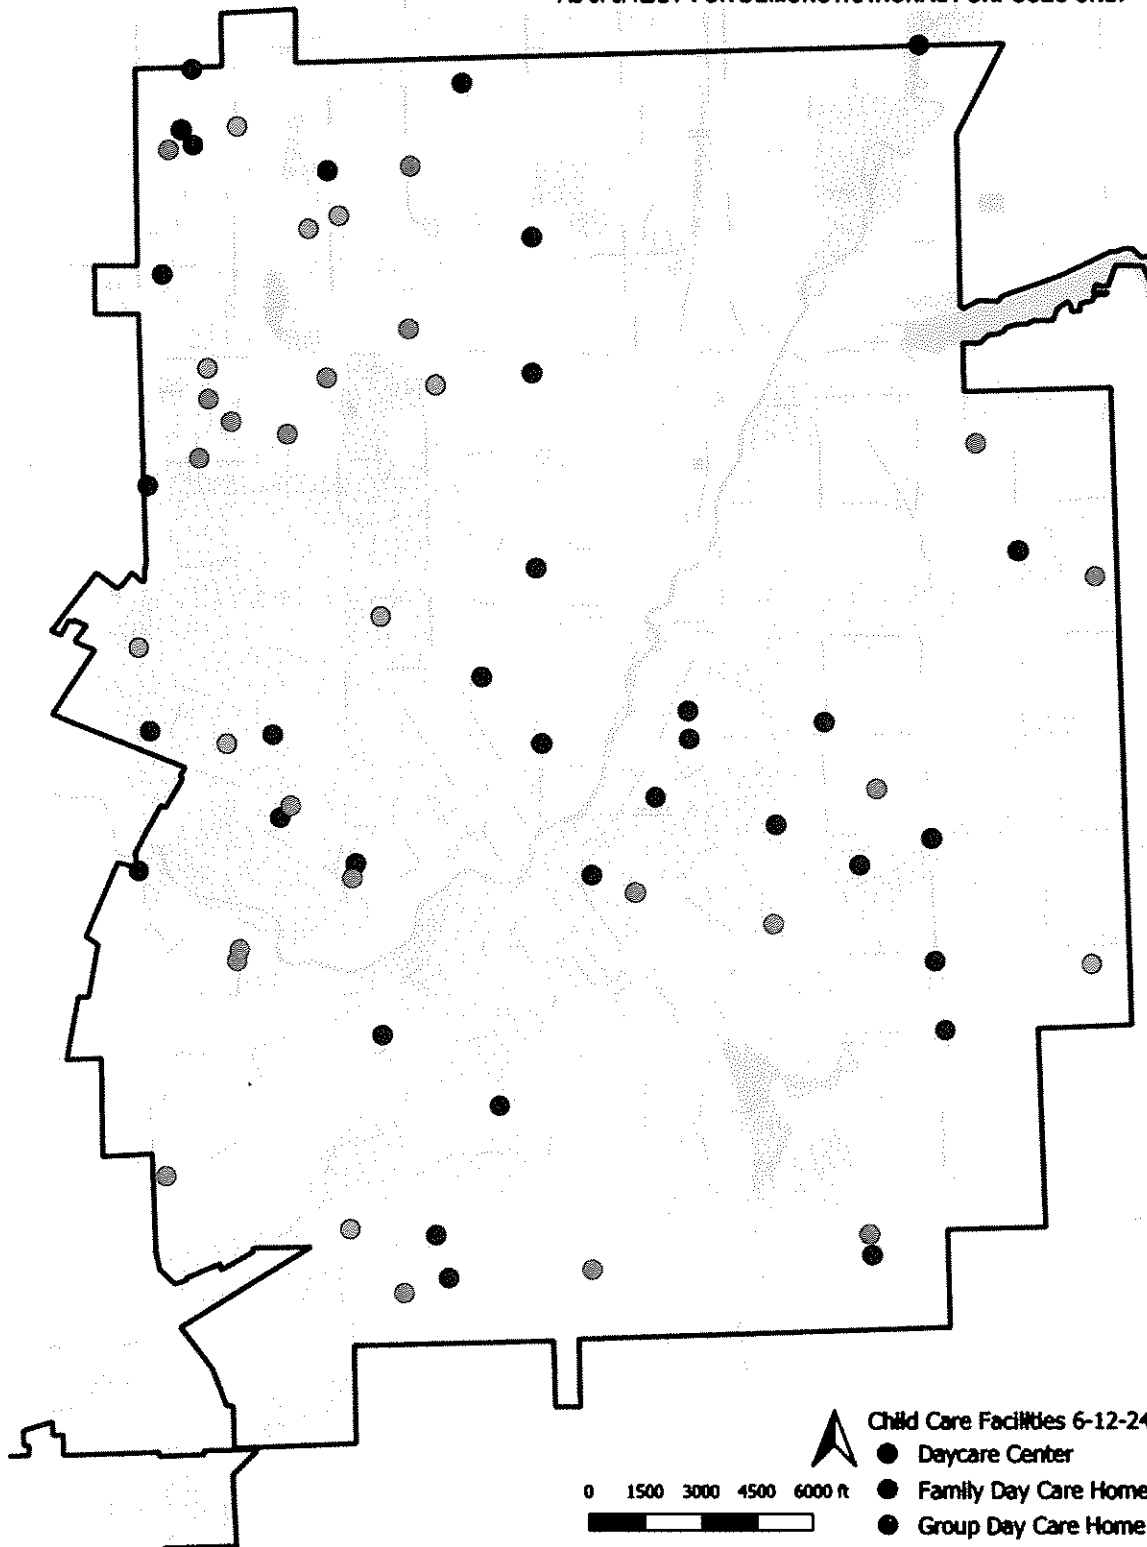 Child Care Facilities 6-12-24
Daycare Center
Family Day Care Home
Group Day Care Home
0 1500 3000 4500 6000 ft